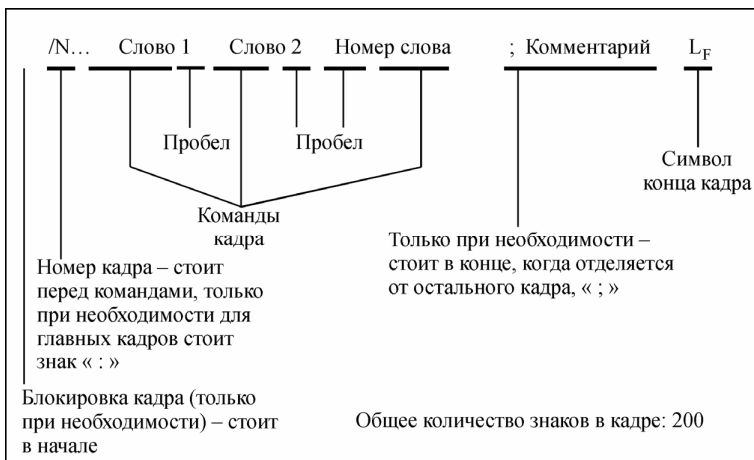 /N… Слово 1 Слово 2 Номер слова ; Комментарий L_F
Пробел Пробел
Символ
конца кадра
Команды
кадра
Только при необходимости –
стоит в конце, когда отделяется
от остального кадра, « ; »
Номер кадра – стоит
перед командами, только
при необходимости для
главных кадров стоит
знак « : »
Блокировка кадра (только
при необходимости) – стоит
в начале
Общее количество знаков в кадре: 200